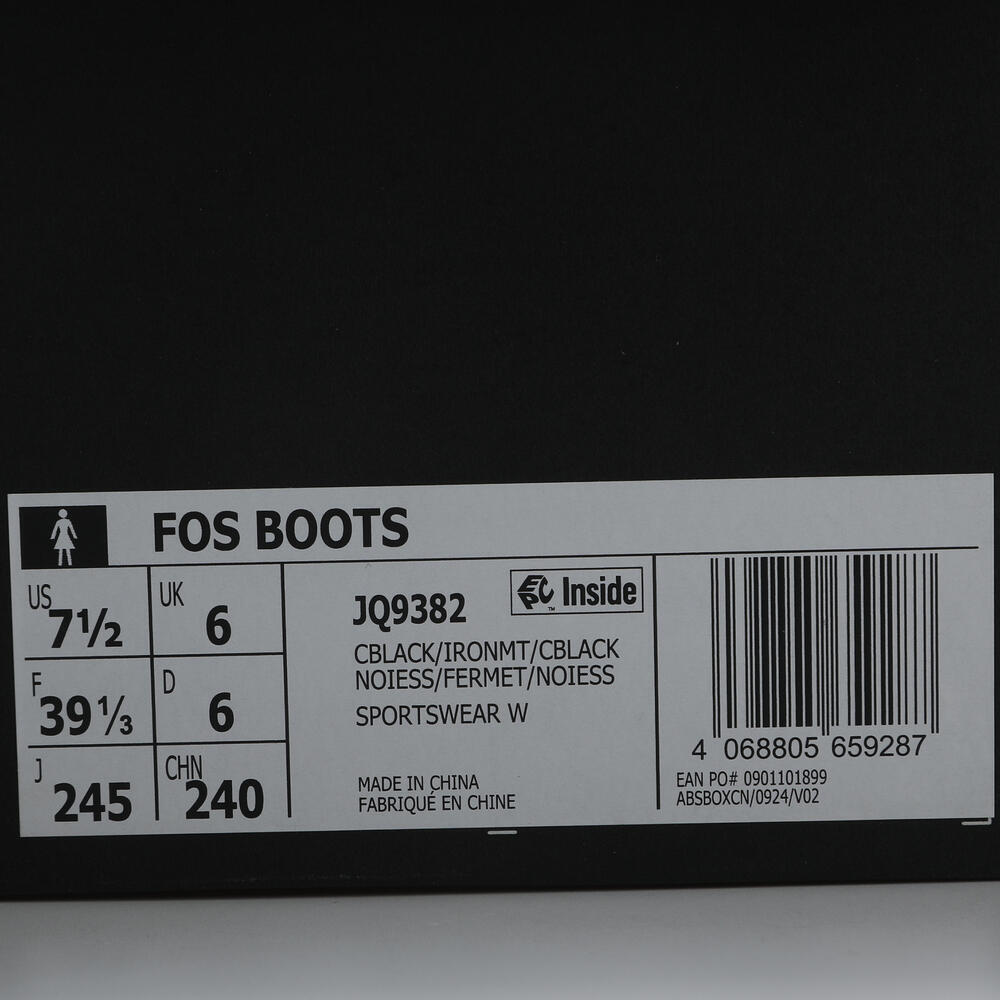 FOS BOOTS
US 7½
UK 6
F 39⅓
D 6
J 245
CHN 240
JQ9382
EPC™ Inside
CBLACK/IRONMT/CBLACK
NOIESS/FERMET/NOIESS
SPORTSWEAR W
MADE IN CHINA
FABRIQUÉ EN CHINE
4 068805 659287
EAN PO# 0901101899
ABSBOXCN/0924/V02